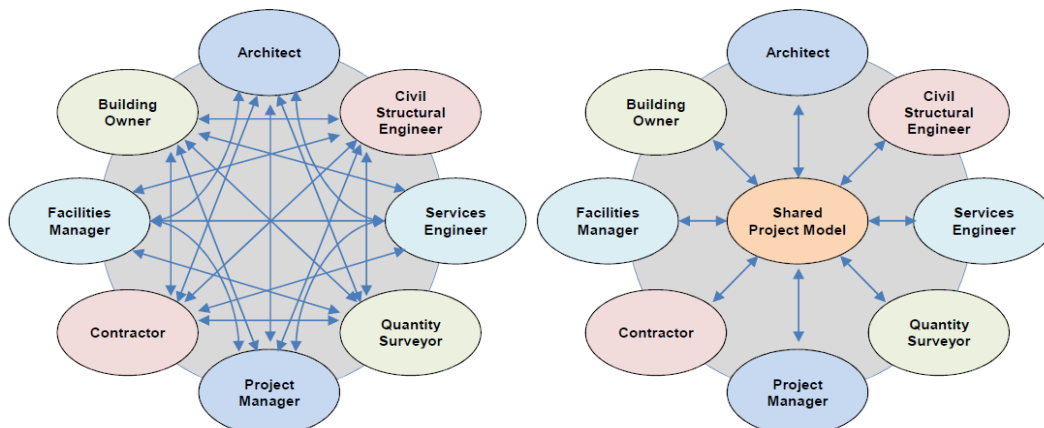 Architect
Building
Owner
Civil
Structural
Engineer
Facilities
Manager
Services
Engineer
Contractor
Quantity
Surveyor
Project
Manager
Architect
Building
Owner
Civil
Structural
Engineer
Facilities
Manager
Shared
Project Model
Services
Engineer
Contractor
Quantity
Surveyor
Project
Manager